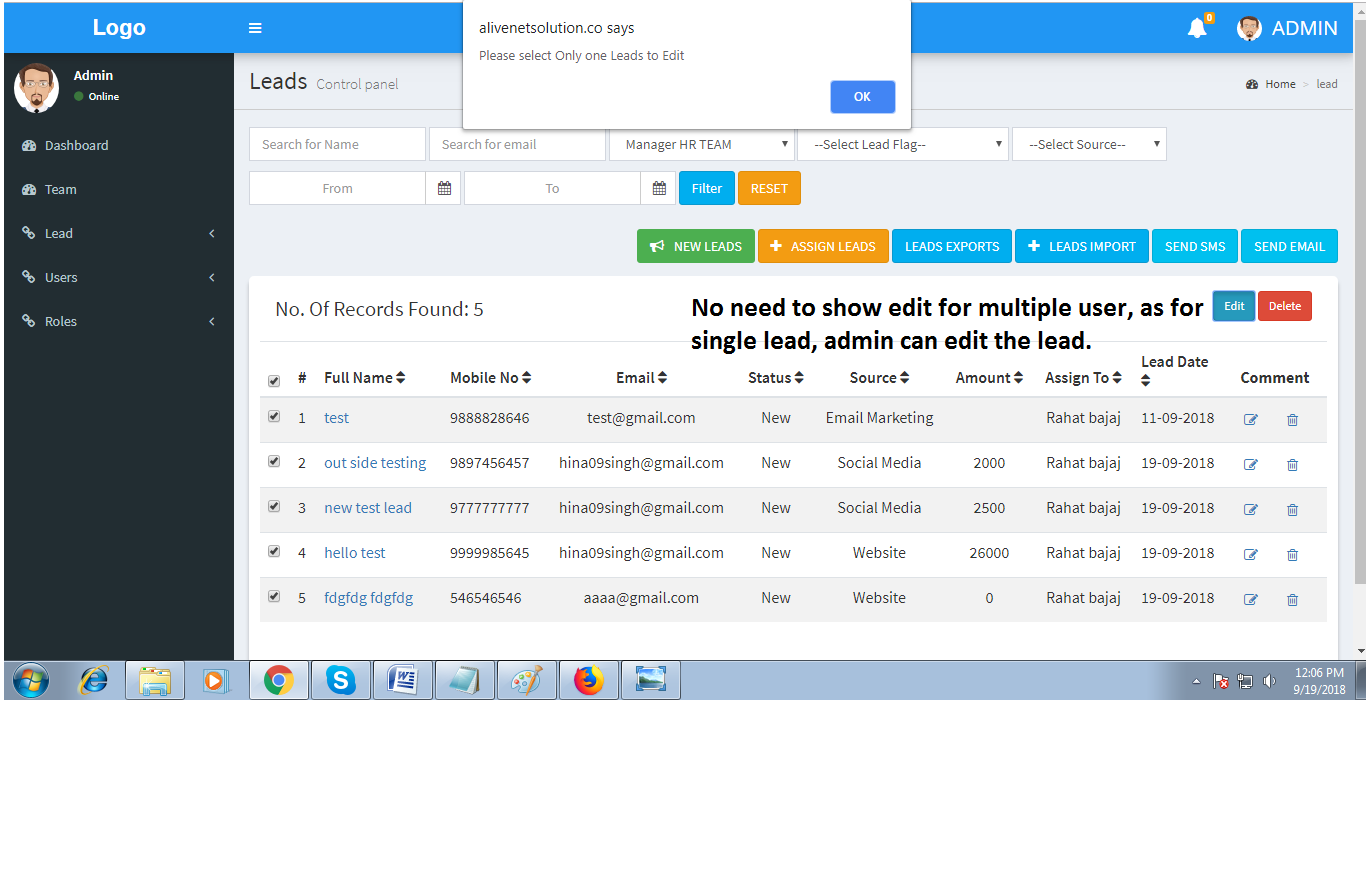 Logo
alivenetsolution.co says
Please select Only one Leads to Edit
OK
0
ADMIN
Admin
Online
Leads Control panel
Home > lead
Dashboard
Team
Lead
Users
Roles
Search for Name
Search for email
Manager HR TEAM
--Select Lead Flag--
--Select Source--
From
To
Filter
RESET
NEW LEADS
ASSIGN LEADS
LEADS EXPORTS
LEADS IMPORT
SEND SMS
SEND EMAIL
No. Of Records Found: 5
No need to show edit for multiple user, as for
single lead, admin can edit the lead.
Edit
Delete
# Full Name Mobile No Email Status Source Amount Assign To Lead Date Comment
1 test 9888828646 test@gmail.com New Email Marketing Rahat bajaj 11-09-2018
2 out side testing 9897456457 hina09singh@gmail.com New Social Media 2000 Rahat bajaj 19-09-2018
3 new test lead 9777777777 hina09singh@gmail.com New Social Media 2500 Rahat bajaj 19-09-2018
4 hello test 9999985645 hina09singh@gmail.com New Website 26000 Rahat bajaj 19-09-2018
5 fdgfdg fdgfdg 546546546 aaaa@gmail.com New Website 0 Rahat bajaj 19-09-2018
12:06 PM
9/19/2018